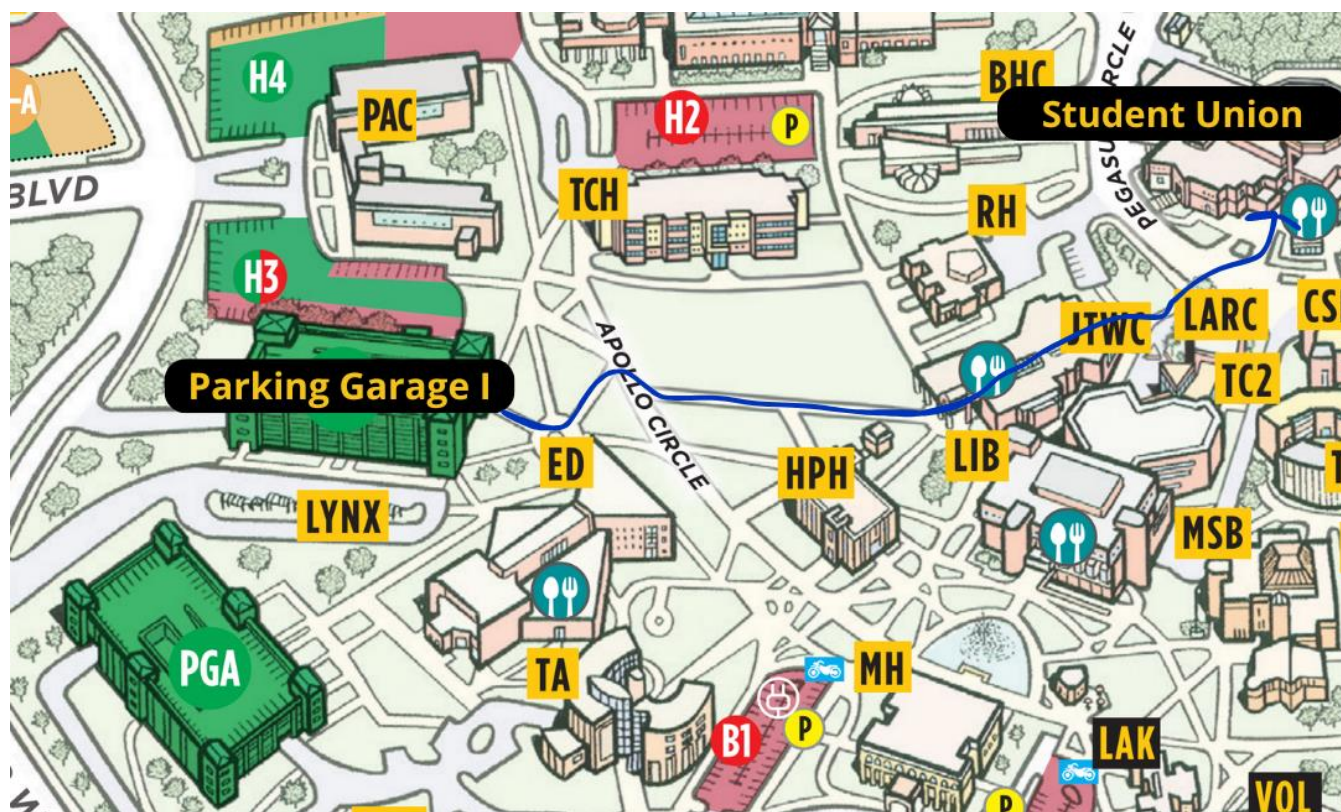 H4
PAC
H2
P
BHC
PEGASUS CIRCLE
Student Union
-A
BLVD
TCH
RH
H3
JTWC
LARC
CS
APOLLO CIRCLE
Parking Garage I
TC2
ED
HPH
LIB
LYNX
MSB
PGA
TA
MH
P
B1
LAK
P
VOL